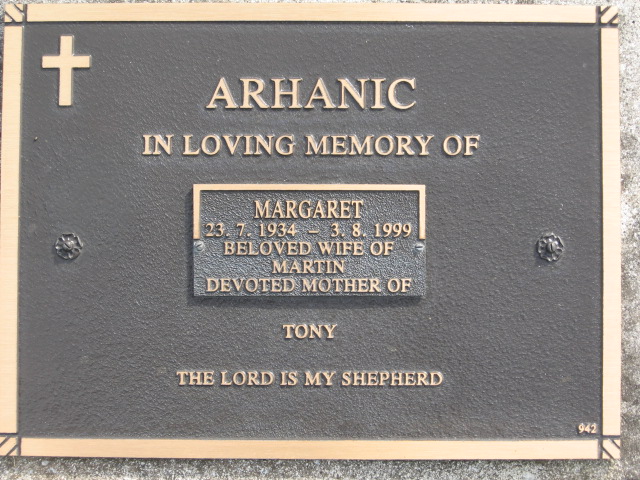 ARHANIC
IN LOVING MEMORY OF
MARGARET
23. 7. 1934 – 3. 8. 1999
BELOVED WIFE OF
MARTIN
DEVOTED MOTHER OF
TONY
THE LORD IS MY SHEPHERD
942